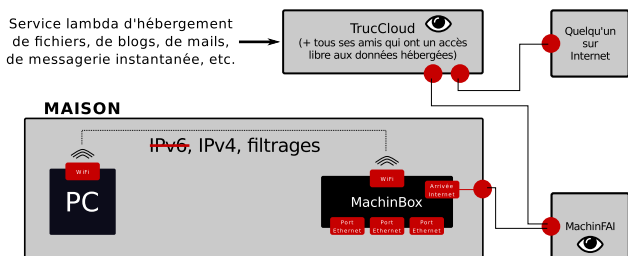 Service lambda d'hébergement
de fichiers, de blogs, de mails,
de messagerie instantanée, etc.
TrucCloud
(+ tous ses amis qui ont un accès
libre aux données hébergées)
Quelqu'un
sur
Internet
MAISON
IPv6, IPv4, filtrages
WiFi
PC
WiFi
Arrivée
Internet
MachinBox
Port
Ethernet
Port
Ethernet
Port
Ethernet
MachinFAI